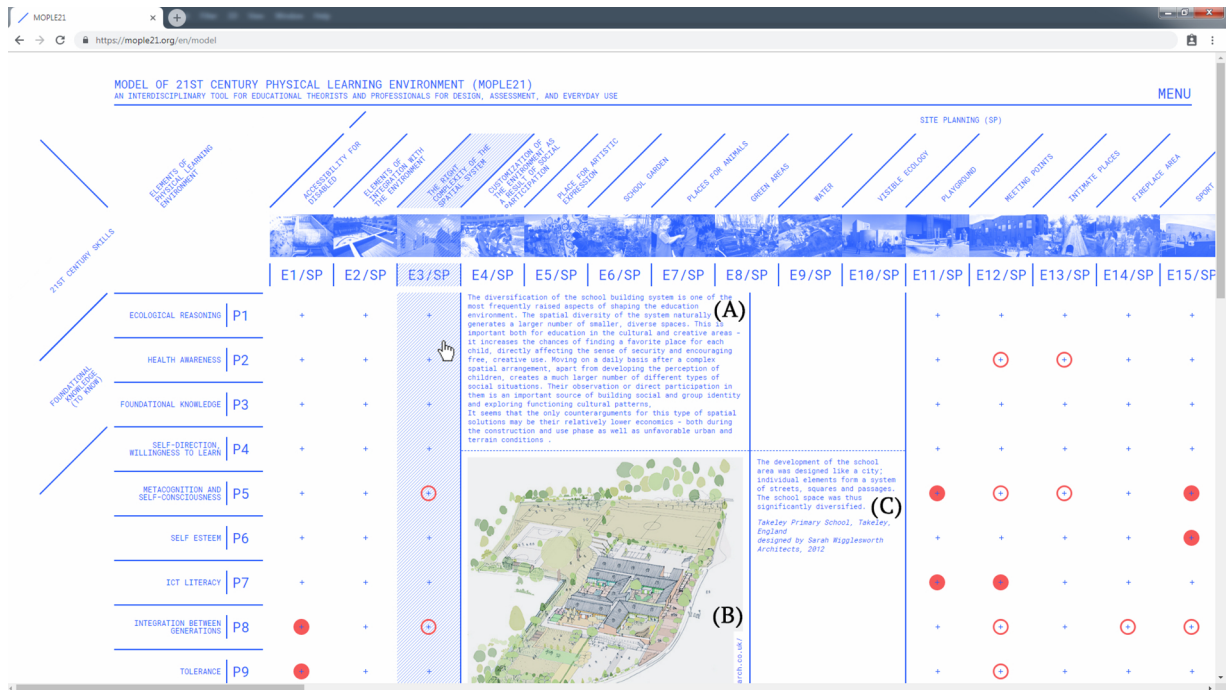 MOPLE21
https://mople21.org/en/model
MODEL OF 21ST CENTURY PHYSICAL LEARNING ENVIRONMENT (MOPLE21)
AN INTERDISCIPLINARY TOOL FOR EDUCATIONAL THEORISTS AND PROFESSIONALS FOR DESIGN, ASSESSMENT, AND EVERYDAY USE
MENU
SITE PLANNING (SP)
ELEMENTS OF
PHYSICAL LEARNING
ENVIRONMENT
ACCESSIBILITY FOR
DISABLED
ELEMENTS OF
INTEGRATION WITH
THE ENVIRONMENT
THE RIGHT
COMPLEXITY OF THE
SPATIAL SYSTEM
CUSTOMIZATION OF
THE ENVIRONMENT AS
A RESULT OF SOCIAL
PARTICIPATION
PLACE FOR ARTISTIC
EXPRESSION
SCHOOL GARDEN
PLACES FOR ANIMALS
GREEN AREAS
WATER
VISIBLE ECOLOGY
PLAYGROUND
MEETING POINTS
INTIMATE PLACES
FIREPLACE AREA
SPORT
21ST CENTURY SKILLS
E1/SP E2/SP E3/SP E4/SP E5/SP E6/SP E7/SP E8/SP E9/SP E10/SP E11/SP E12/SP E13/SP E14/SP E15/SP
FOUNDATIONAL
KNOWLEDGE
(TO KNOW)
ECOLOGICAL REASONING P1
HEALTH AWARENESS P2
FOUNDATIONAL KNOWLEDGE P3
SELF-DIRECTION,
WILLINGNESS TO LEARN P4
METACOGNITION AND
SELF-CONSCIOUSNESS P5
SELF ESTEEM P6
ICT LITERACY P7
INTEGRATION BETWEEN
GENERATIONS P8
TOLERANCE P9
The diversification of the school building system is one of the
most frequently raised aspects of shaping the education
environment. The spatial diversity of the system naturally
generates a larger number of smaller, diverse spaces. This is
important both for education in the cultural and creative areas -
it increases the chances of finding a favorite place for each
child, directly affecting the sense of security and encouraging
free, creative use. Moving on a daily basis after a complex
spatial arrangement, apart from developing the perception of
children, creates a much larger number of different types of
social situations. Their observation or direct participation in
them is an important source of building social and group identity
and exploring functioning cultural patterns,
It seems that the only counterarguments for this type of spatial
solutions may be their relatively lower economics - both during
the construction and use phase as well as unfavorable urban and
terrain conditions .
(A)
(B)
arch.co.uk/
The development of the school
area was designed like a city;
individual elements form a system
of streets, squares and passages.
The school space was thus
significantly diversified.
(C)
Takeley Primary School, Takeley,
England
designed by Sarah Wigglesworth
Architects, 2012